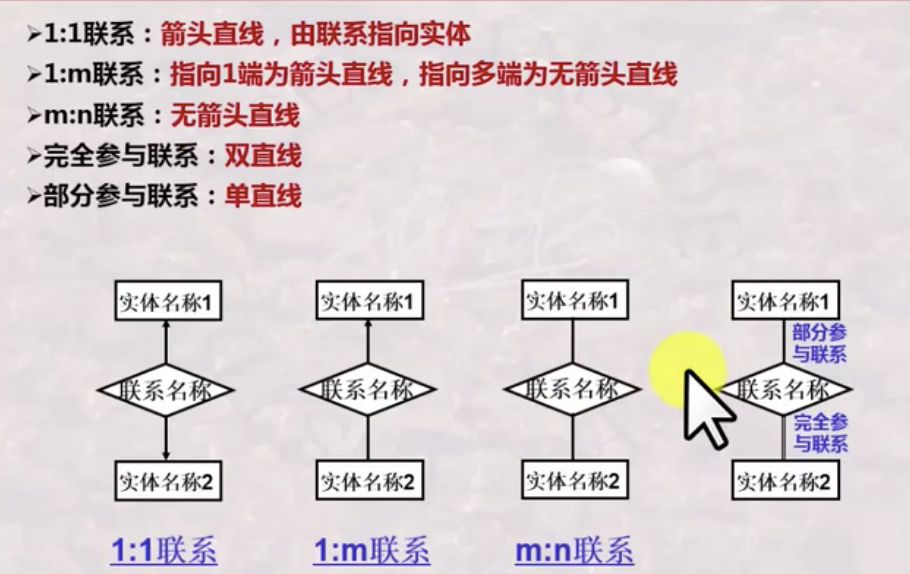 ➢1:1联系：箭头直线，由联系指向实体
➢1:m联系：指向1端为箭头直线，指向多端为无箭头直线
➢m:n联系：无箭头直线
➢完全参与联系：双直线
➢部分参与联系：单直线
实体名称1
实体名称1
实体名称1
实体名称1
部分参
与联系
联系名称
联系名称
联系名称
联系名称
完全参
与联系
实体名称2
实体名称2
实体名称2
实体名称2
1:1联系
1:m联系
m:n联系